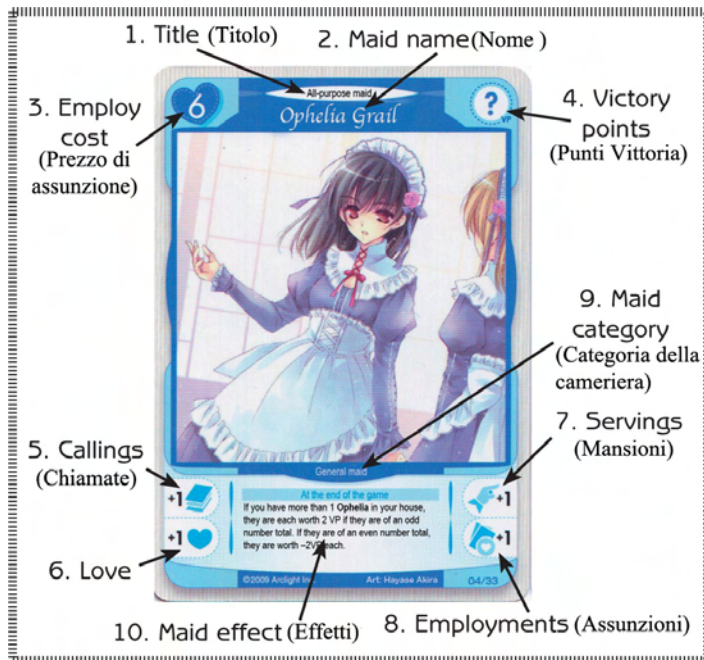 1. Title (Titolo)
2. Maid name (Nome )
3. Employ
cost
(Prezzo di
assunzione)
All-purpose maid
6
Ophelia Grail
?
VP
4. Victory
points
(Punti Vittoria)
9. Maid
category
(Categoria della
cameriera)
5. Callings
(Chiamate)
7. Servings
(Mansioni)
General maid
+1
+1
At the end of the game
If you have more than 1 Ophelia in your house,
they are each worth 2 VP if they are of an odd
number total. If they are of an even number total,
they are worth –2VP each.
+1
+1
6. Love
©2009 Arclight Inc
Art: Hayase Akira
04/33
10. Maid effect (Effetti)
8. Employments (Assunzioni)